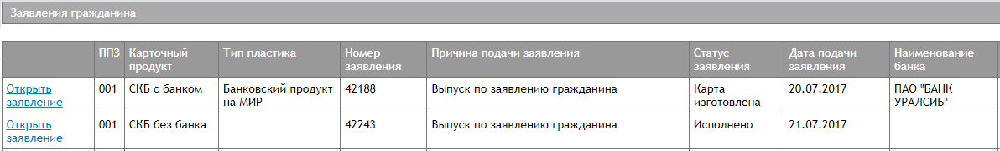 Заявления гражданина
ППЗ Карточный продукт Тип пластика Номер заявления Причина подачи заявления Статус заявления Дата подачи заявления Наименование банка
Открыть заявление 001 СКБ с банком Банковский продукт на МИР 42188 Выпуск по заявлению гражданина Карта изготовлена 20.07.2017 ПАО "БАНК УРАЛСИБ"
Открыть заявление 001 СКБ без банка 42243 Выпуск по заявлению гражданина Исполнено 21.07.2017